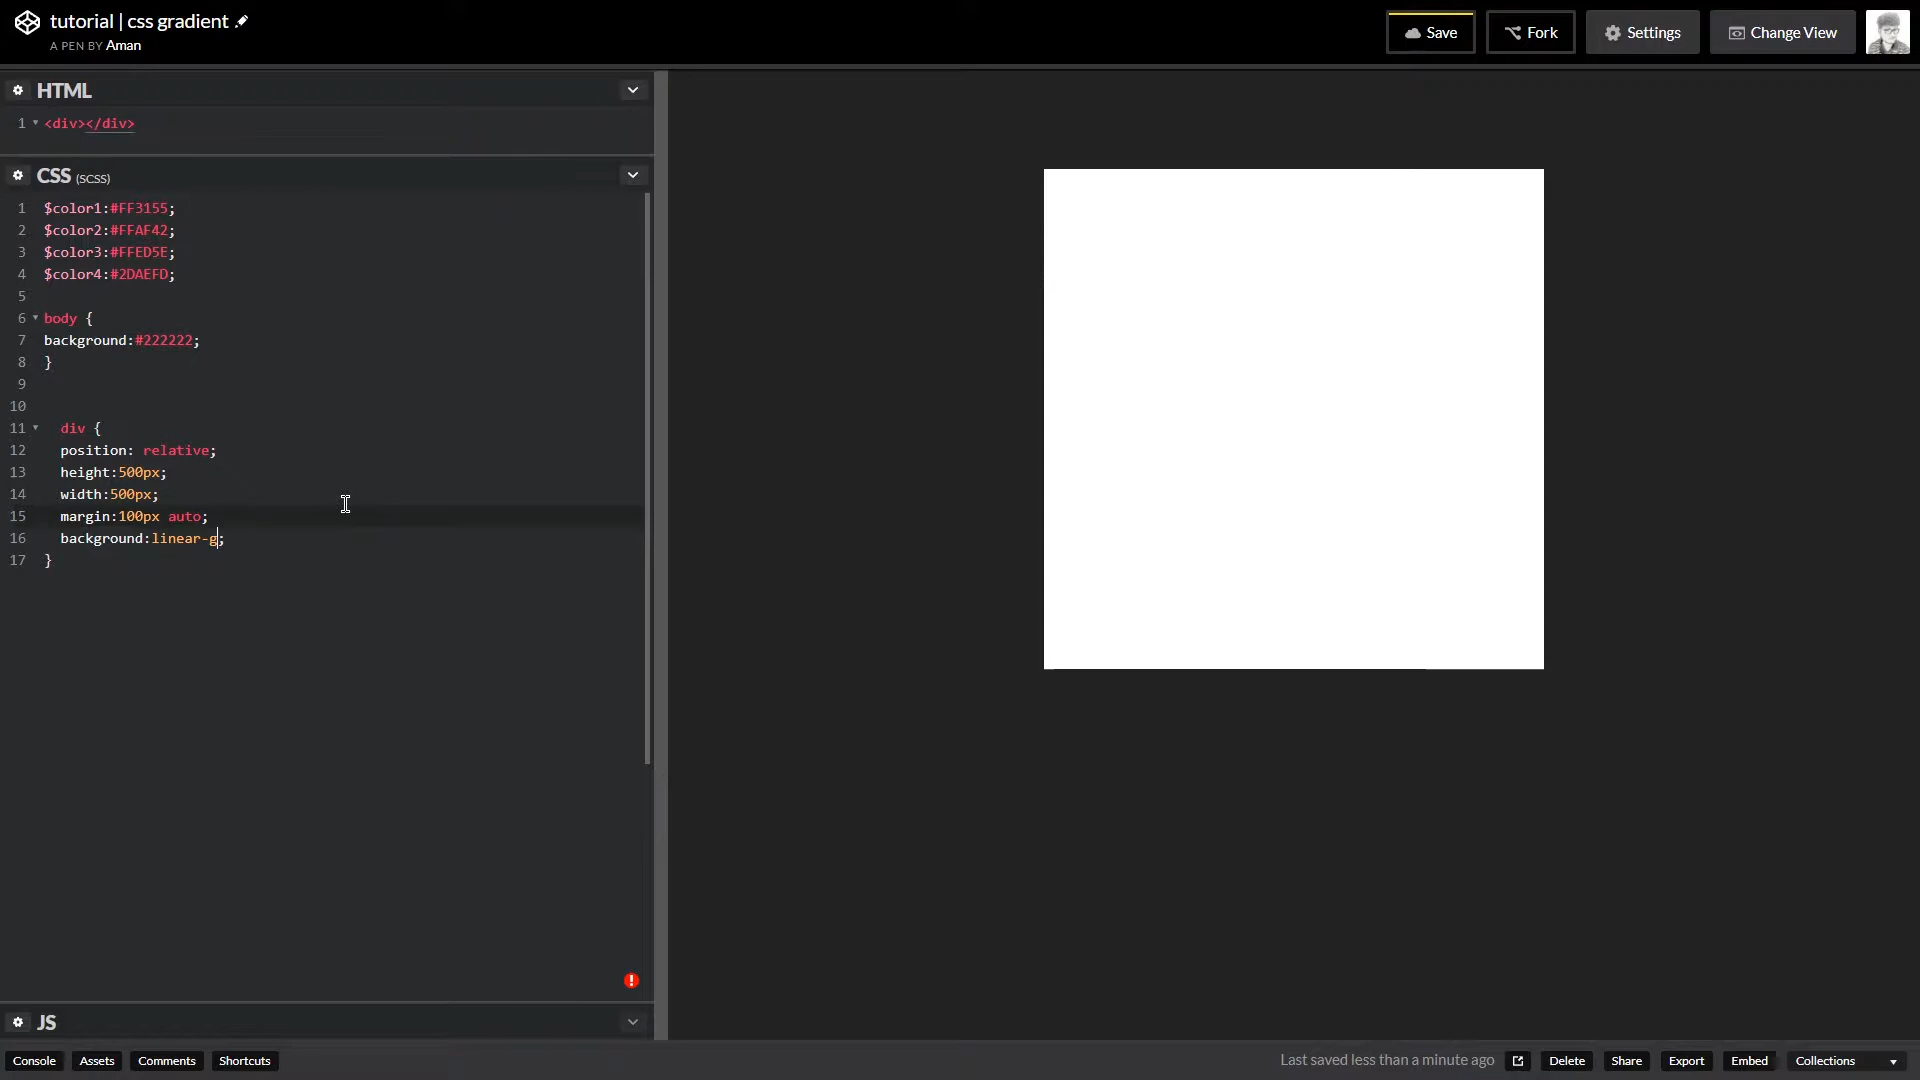 tutorial | css gradient
A PEN BY Aman
Save
Fork
Settings
Change View
HTML
1 <div></div>
CSS (SCSS)
1 $color1:#FF3155;
2 $color2:#FFAF42;
3 $color3:#FFED5E;
4 $color4:#2DAEFD;
5
6 body {
7 background:#222222;
8 }
9
10
11 div {
12 position: relative;
13 height:500px;
14 width:500px;
15 margin:100px auto;
16 background:linear-g;
17 }
JS
Console Assets Comments Shortcuts Last saved less than a minute ago Delete Share Export Embed Collections